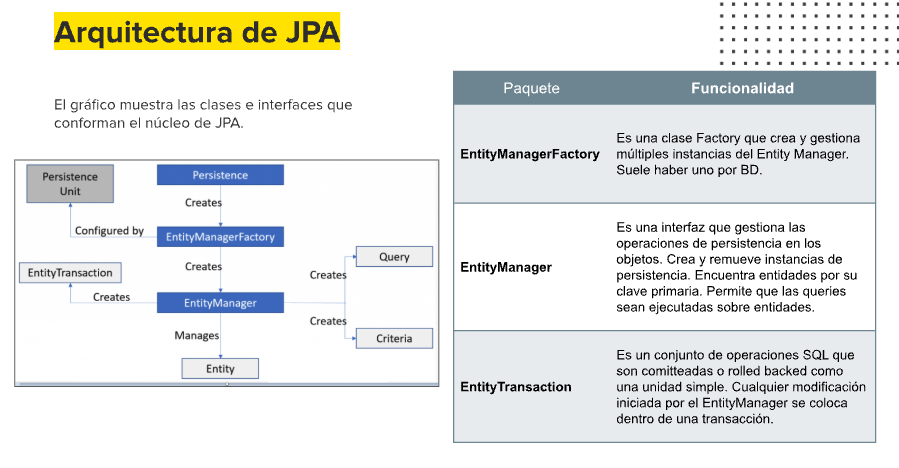 Arquitectura de JPA
El gráfico muestra las clases e interfaces que
conforman el núcleo de JPA.
Persistence
Unit
Persistence
Creates
Configured by
EntityManagerFactory
Creates
EntityTransaction
Creates
EntityManager
Creates
Query
Creates
Criteria
Manages
Entity
Paquete
Funcionalidad
EntityManagerFactory
Es una clase Factory que crea y gestiona
múltiples instancias del Entity Manager.
Suele haber uno por BD.
EntityManager
Es una interfaz que gestiona las
operaciones de persistencia en los
objetos. Crea y remueve instancias de
persistencia. Encuentra entidades por su
clave primaria. Permite que las queries
sean ejecutadas sobre entidades.
EntityTransaction
Es un conjunto de operaciones SQL que
son comitteadas o rolled backed como
una unidad simple. Cualquier modificación
iniciada por el EntityManager se coloca
dentro de una transacción.